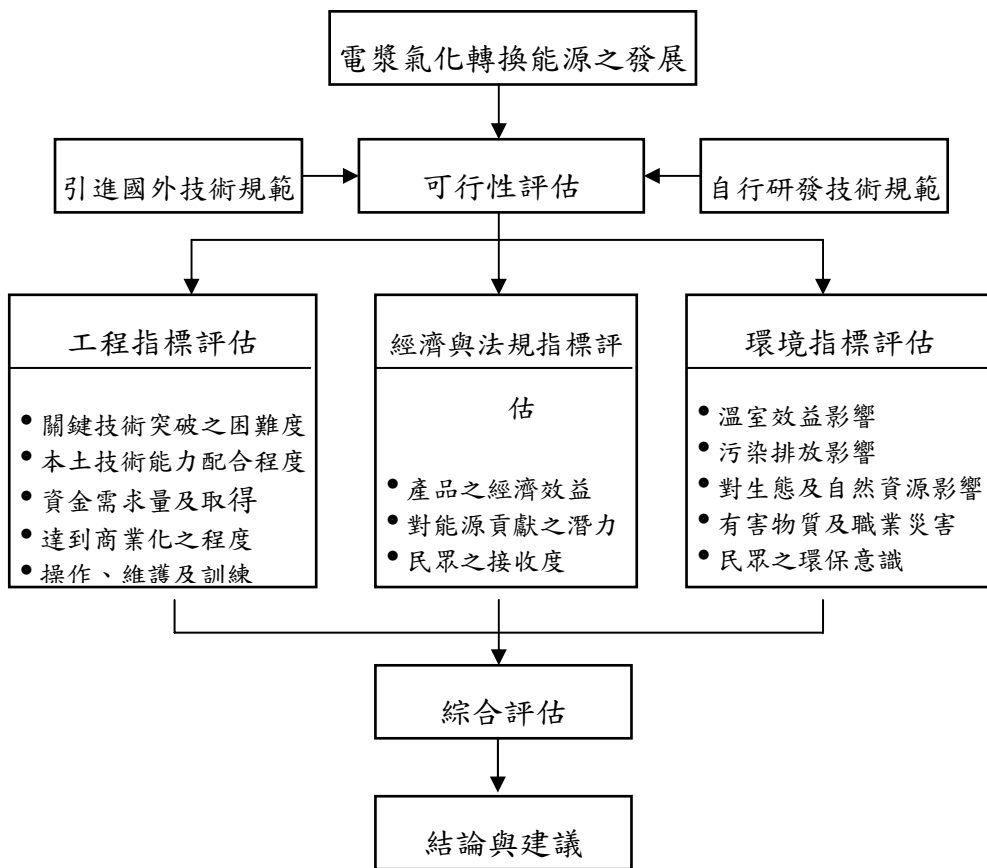 電漿氣化轉換能源之發展
引進國外技術規範
可行性評估
自行研發技術規範
工程指標評估
• 關鍵技術突破之困難度
• 本土技術能力配合程度
• 資金需求量及取得
• 達到商業化之程度
• 操作、維護及訓練
經濟與法規指標評
估
• 產品之經濟效益
• 對能源貢獻之潛力
• 民眾之接收度
環境指標評估
• 溫室效益影響
• 污染排放影響
• 對生態及自然資源影響
• 有害物質及職業災害
• 民眾之環保意識
綜合評估
結論與建議